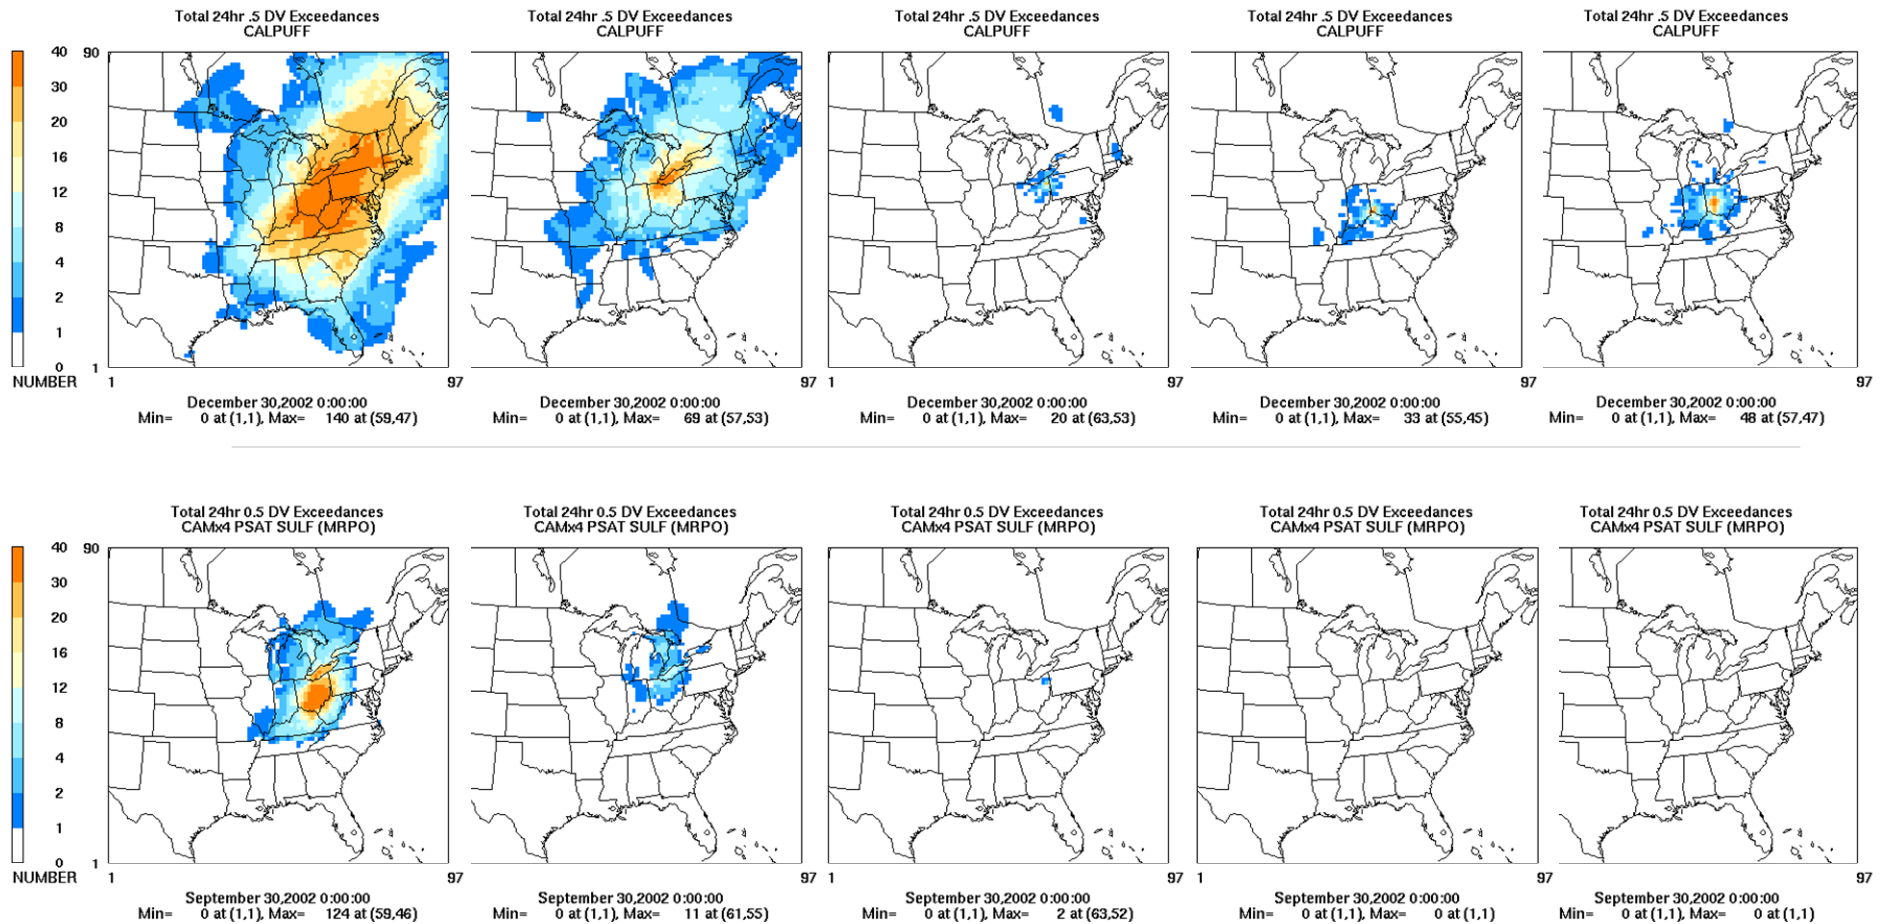 Total 24hr .5 DV Exceedances
CALPUFF
Total 24hr .5 DV Exceedances
CALPUFF
Total 24hr .5 DV Exceedances
CALPUFF
Total 24hr .5 DV Exceedances
CALPUFF
Total 24hr .5 DV Exceedances
CALPUFF
40
30
20
16
12
8
4
2
1
0
NUMBER
90
1
1
97
97
1
97
1
97
97
December 30,2002 0:00:00
Min= 0 at (1,1), Max= 140 at (59,47)
December 30,2002 0:00:00
Min= 0 at (1,1), Max= 69 at (57,53)
December 30,2002 0:00:00
Min= 0 at (1,1), Max= 20 at (63,53)
December 30,2002 0:00:00
Min= 0 at (1,1), Max= 33 at (55,45)
December 30,2002 0:00:00
Min= 0 at (1,1), Max= 48 at (57,47)
Total 24hr 0.5 DV Exceedances
CAMx4 PSAT SULF (MRPO)
Total 24hr 0.5 DV Exceedances
CAMx4 PSAT SULF (MRPO)
Total 24hr 0.5 DV Exceedances
CAMx4 PSAT SULF (MRPO)
Total 24hr 0.5 DV Exceedances
CAMx4 PSAT SULF (MRPO)
Total 24hr 0.5 DV Exceedances
CAMx4 PSAT SULF (MRPO)
40
30
20
16
12
8
4
2
1
0
NUMBER
90
1
1
97
97
1
97
1
97
97
September 30,2002 0:00:00
Min= 0 at (1,1), Max= 124 at (59,46)
September 30,2002 0:00:00
Min= 0 at (1,1), Max= 11 at (61,55)
September 30,2002 0:00:00
Min= 0 at (1,1), Max= 2 at (63,52)
September 30,2002 0:00:00
Min= 0 at (1,1), Max= 0 at (1,1)
September 30,2002 0:00:00
Min= 0 at (1,1), Max= 0 at (1,1)